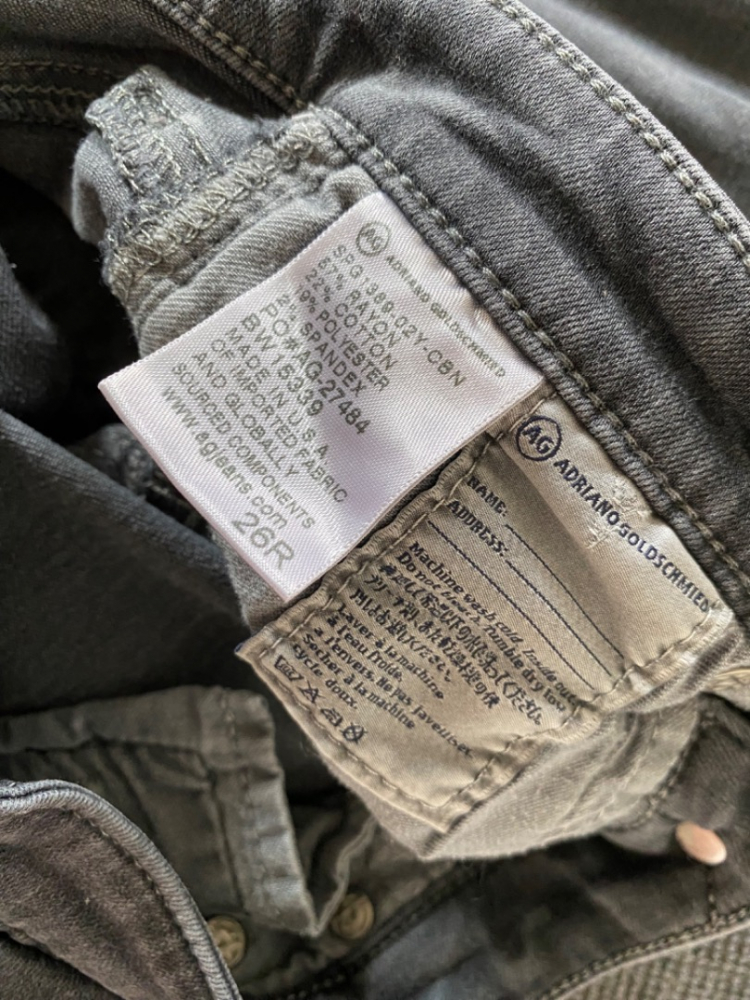 AG ADRIANO GOLDSCHMIED
SPG1389-02Y-CBN
57% RAYON
22% COTTON
19% POLYESTER
2% SPANDEX
PO#AG-27484
BW15339
MADE IN U.S.A.
OF IMPORTED FABRIC
AND GLOBALLY
SOURCED COMPONENTS
www.agjeans.com
26R
AG ADRIANO GOLDSCHMIED
NAME:
ADDRESS:
Machine wash cold. Inside out.
Do not bleach. Tumble dry low.
Laver à la machine
à l'envers. Ne pas javelliser.
à l'eau froide.
Sécher à la machine
cycle doux.